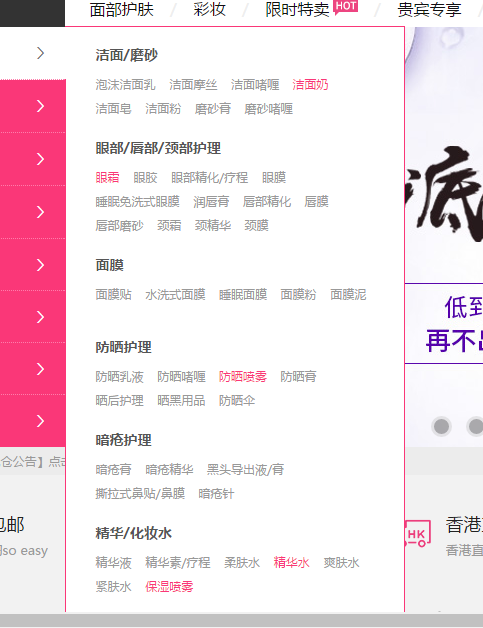 面部护肤 / 彩妆 / 限时特卖 HOT / 贵宾专享 /
洁面/磨砂
泡沫洁面乳 洁面摩丝 洁面啫喱 洁面奶
洁面皂 洁面粉 磨砂膏 磨砂啫喱
眼部/唇部/颈部护理
眼霜 眼胶 眼部精化/疗程 眼膜
睡眠免洗式眼膜 润唇膏 唇部精化 唇膜
唇部磨砂 颈霜 颈精华 颈膜
面膜
面膜贴 水洗式面膜 睡眠面膜 面膜粉 面膜泥
防晒护理
防晒乳液 防晒啫喱 防晒喷雾 防晒膏
晒后护理 晒黑用品 防晒伞
暗疮护理
暗疮膏 暗疮精华 黑头导出液/膏
撕拉式鼻贴/鼻膜 暗疮针
精华/化妆水
精华液 精华素/疗程 柔肤水 精华水 爽肤水
紧肤水 保湿喷雾
底
低至
再不
仓公告】点击
包邮
so easy
HK
香港直
香港直